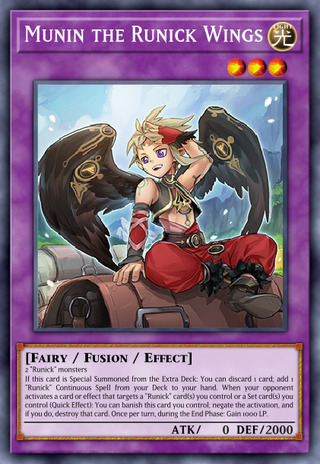 Munin the Runick Wings
LIGHT
光
[Fairy / Fusion / Effect]
2 "Runick" monsters
If this card is Special Summoned from the Extra Deck: You can discard 1 card; add 1
"Runick" Continuous Spell from your Deck to your hand. When your opponent
activates a card or effect that targets a "Runick" card(s) you control or a Set card(s) you
control (Quick Effect): You can banish this card you control; negate the activation, and
if you do, destroy that card. Once per turn, during the End Phase: Gain 1000 LP.
ATK/ 0 DEF/2000